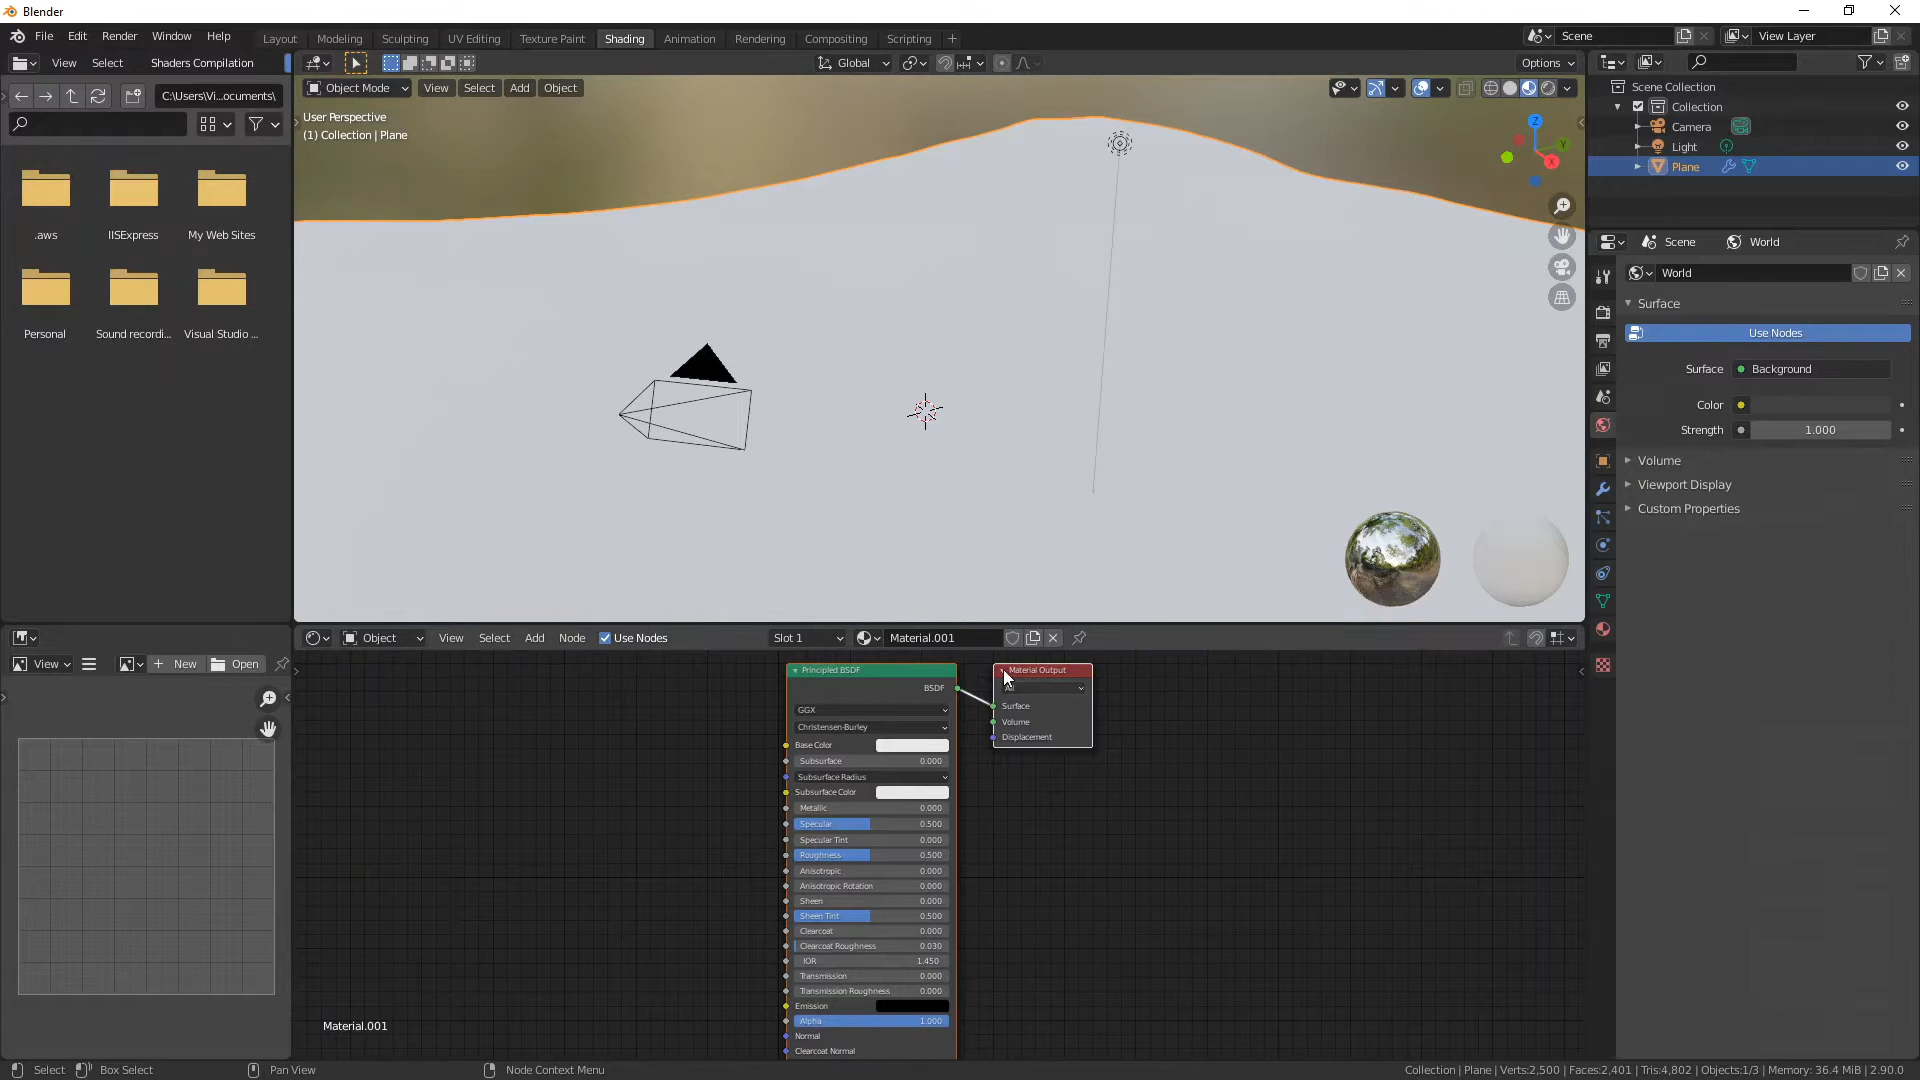 Blender
File Edit Render Window Help
Layout Modeling Sculpting UV Editing Texture Paint Shading Animation Rendering Compositing Scripting +
Scene
View Layer
View Select Shaders Compilation
Global
Options
C:\Users\Vi...ocuments\
Object Mode View Select Add Object
User Perspective
(1) Collection | Plane
.aws
IISExpress
My Web Sites
Personal
Sound recordi...
Visual Studio ...
Z
Y
X
Scene Collection
Collection
Camera
Light
Plane
Scene World
World
Surface
Use Nodes
Surface Background
Color
Strength 1.000
Volume
Viewport Display
Custom Properties
View
New
Open
Object View Select Add Node Use Nodes
Slot 1
Material.001
Principled BSDF
BSDF
GGX
Christensen-Burley
Base Color
Subsurface 0.000
Subsurface Radius
Subsurface Color
Metallic 0.000
Specular 0.500
Specular Tint 0.000
Roughness 0.500
Anisotropic 0.000
Anisotropic Rotation 0.000
Sheen 0.000
Sheen Tint 0.500
Clearcoat 0.000
Clearcoat Roughness 0.030
IOR 1.450
Transmission 0.000
Transmission Roughness 0.000
Emission
Alpha 1.000
Normal
Clearcoat Normal
Material Output
All
Surface
Volume
Displacement
Material.001
Select Box Select Pan View Node Context Menu
Collection | Plane | Verts:2,500 | Faces:2,401 | Tris:4,802 | Objects:1/3 | Memory: 36.4 MiB | 2.90.0